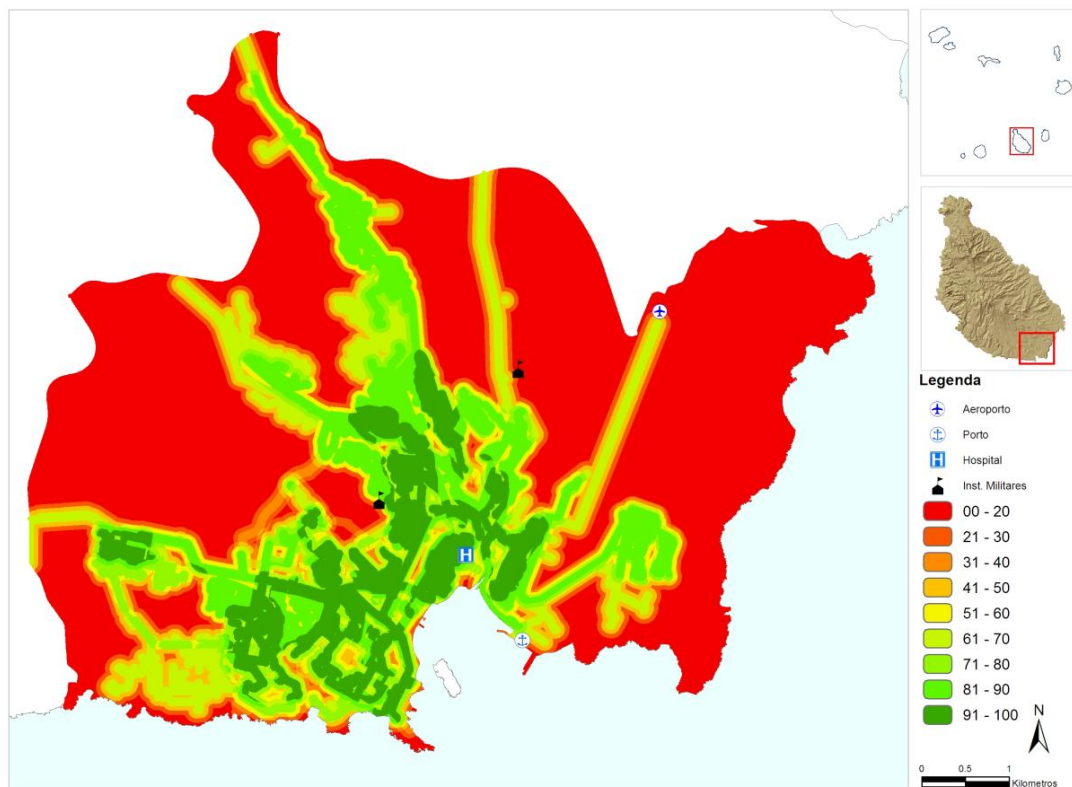 Legenda
Aeroporto
Porto
H Hospital
Inst. Militares
00 - 20
21 - 30
31 - 40
41 - 50
51 - 60
61 - 70
71 - 80
81 - 90
91 - 100
N
0 0.5 1
Kilometros
H